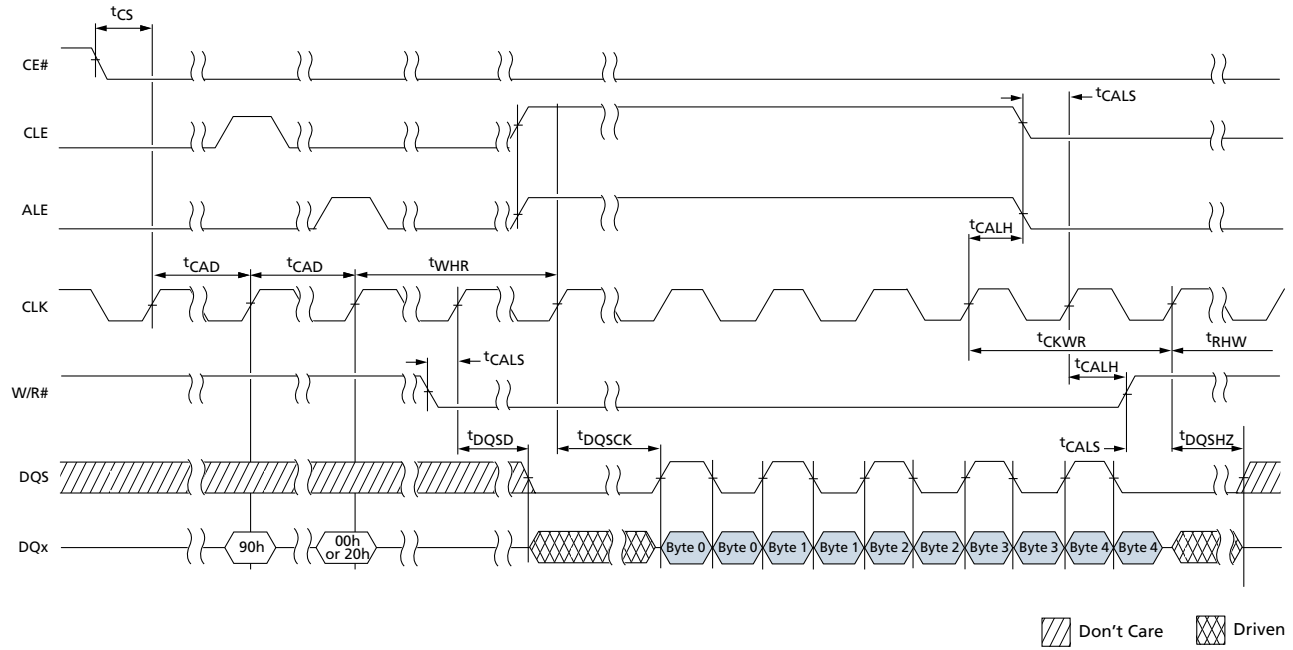 tCS
CE#
tCALS
CLE
ALE
tCALH
tCAD tCAD tWHR
CLK
tCKWR tRHW
tCALS
tCALH
W/R#
tDQSD tDQSCK tCALS tDQSHZ
DQS
DQx 90h 00h or 20h Byte 0 Byte 0 Byte 1 Byte 1 Byte 2 Byte 2 Byte 3 Byte 3 Byte 4 Byte 4
Don't Care Driven